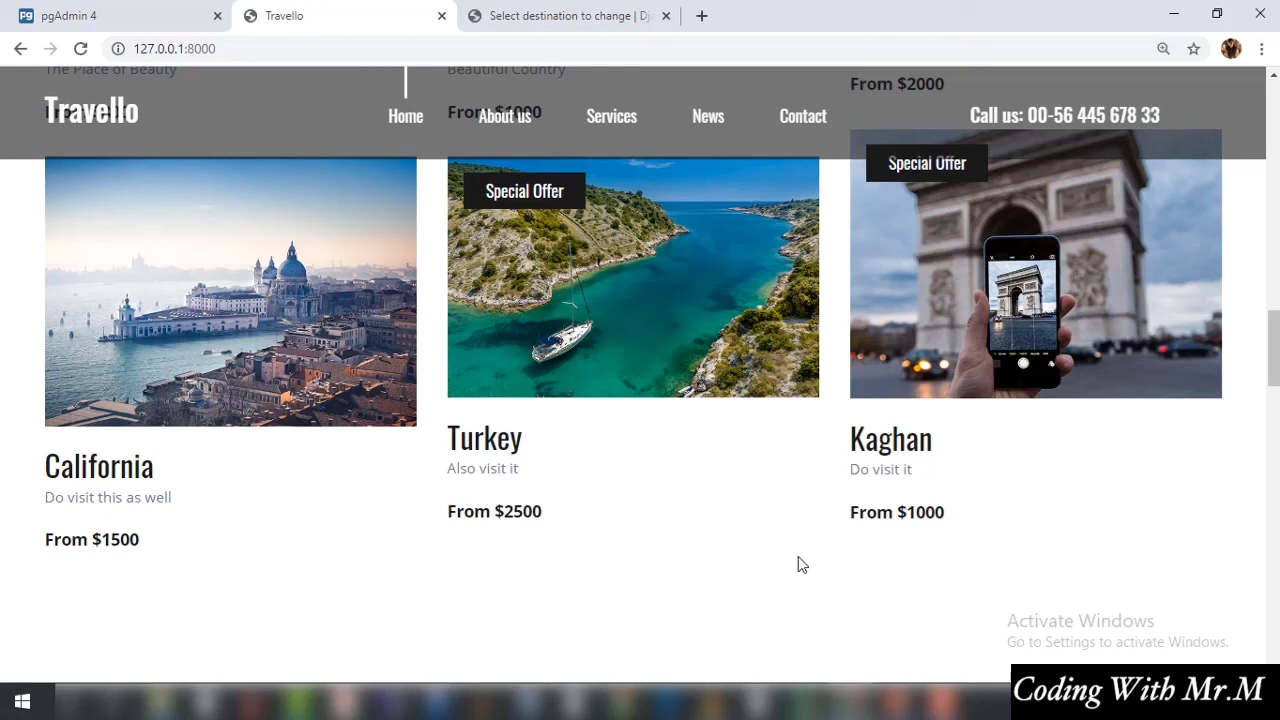 pgAdmin 4
Travello
Select destination to change | Dj
127.0.0.1:8000
The Place of Beauty
Beautiful Country
From $2000
From $1000
Travello
Home
About us
Services
News
Contact
Call us: 00-56 445 678 33
Special Offer
Special Offer
California
Do visit this as well
From $1500
Turkey
Also visit it
From $2500
Kaghan
Do visit it
From $1000
Activate Windows
Go to Settings to activate Windows.
Coding With Mr.M